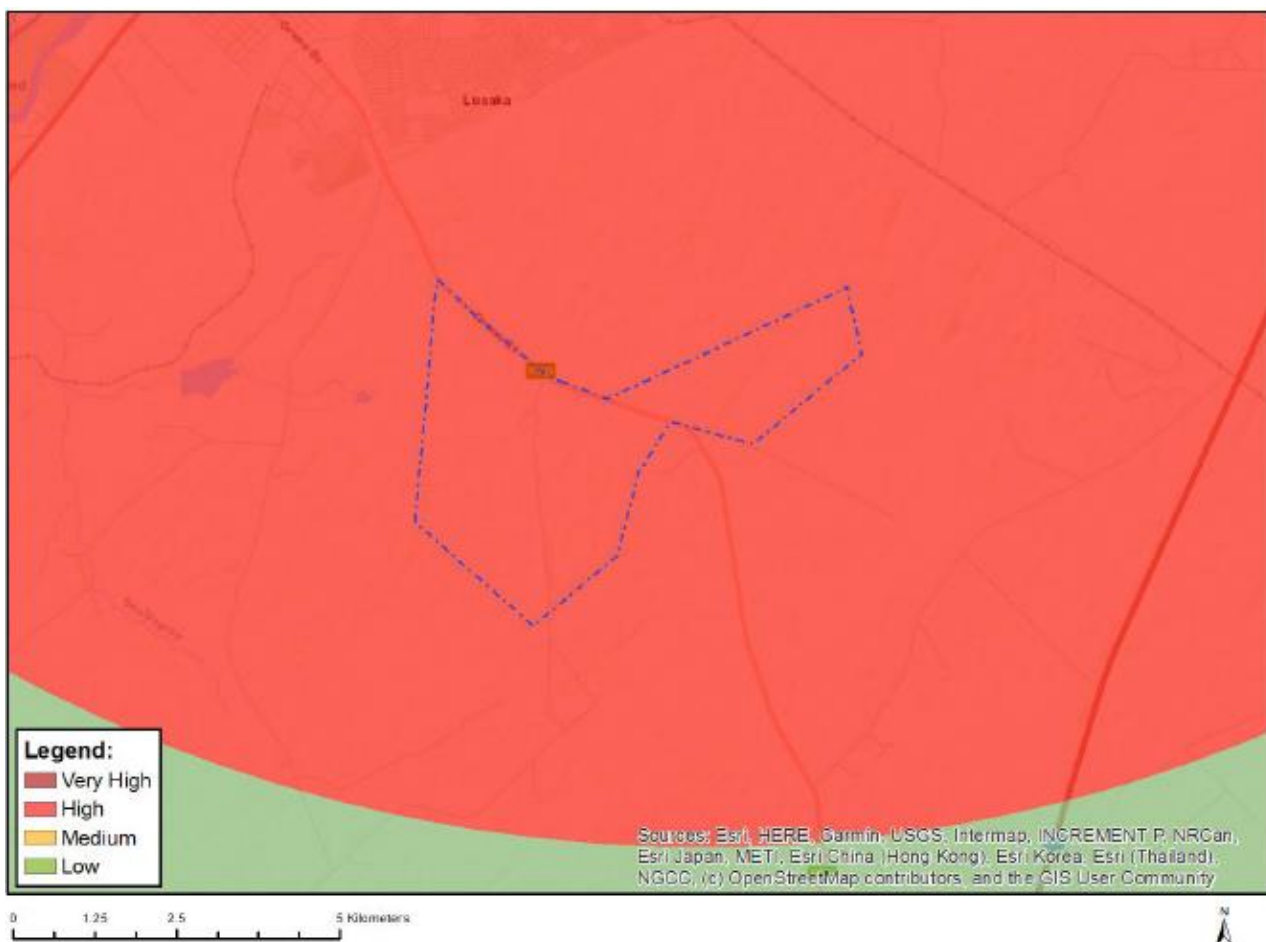 Lusaka
Legend:
Very High
High
Medium
Low
Sources: Esri, HERE, Garmin, USGS, Intermap, INCREMENT P, NRCan,
Esri Japan, METI, Esri China (Hong Kong), Esri Korea, Esri (Thailand),
NGCC, (c) OpenStreetMap contributors, and the GIS User Community
0 1.25 2.5 5 Kilometers
N